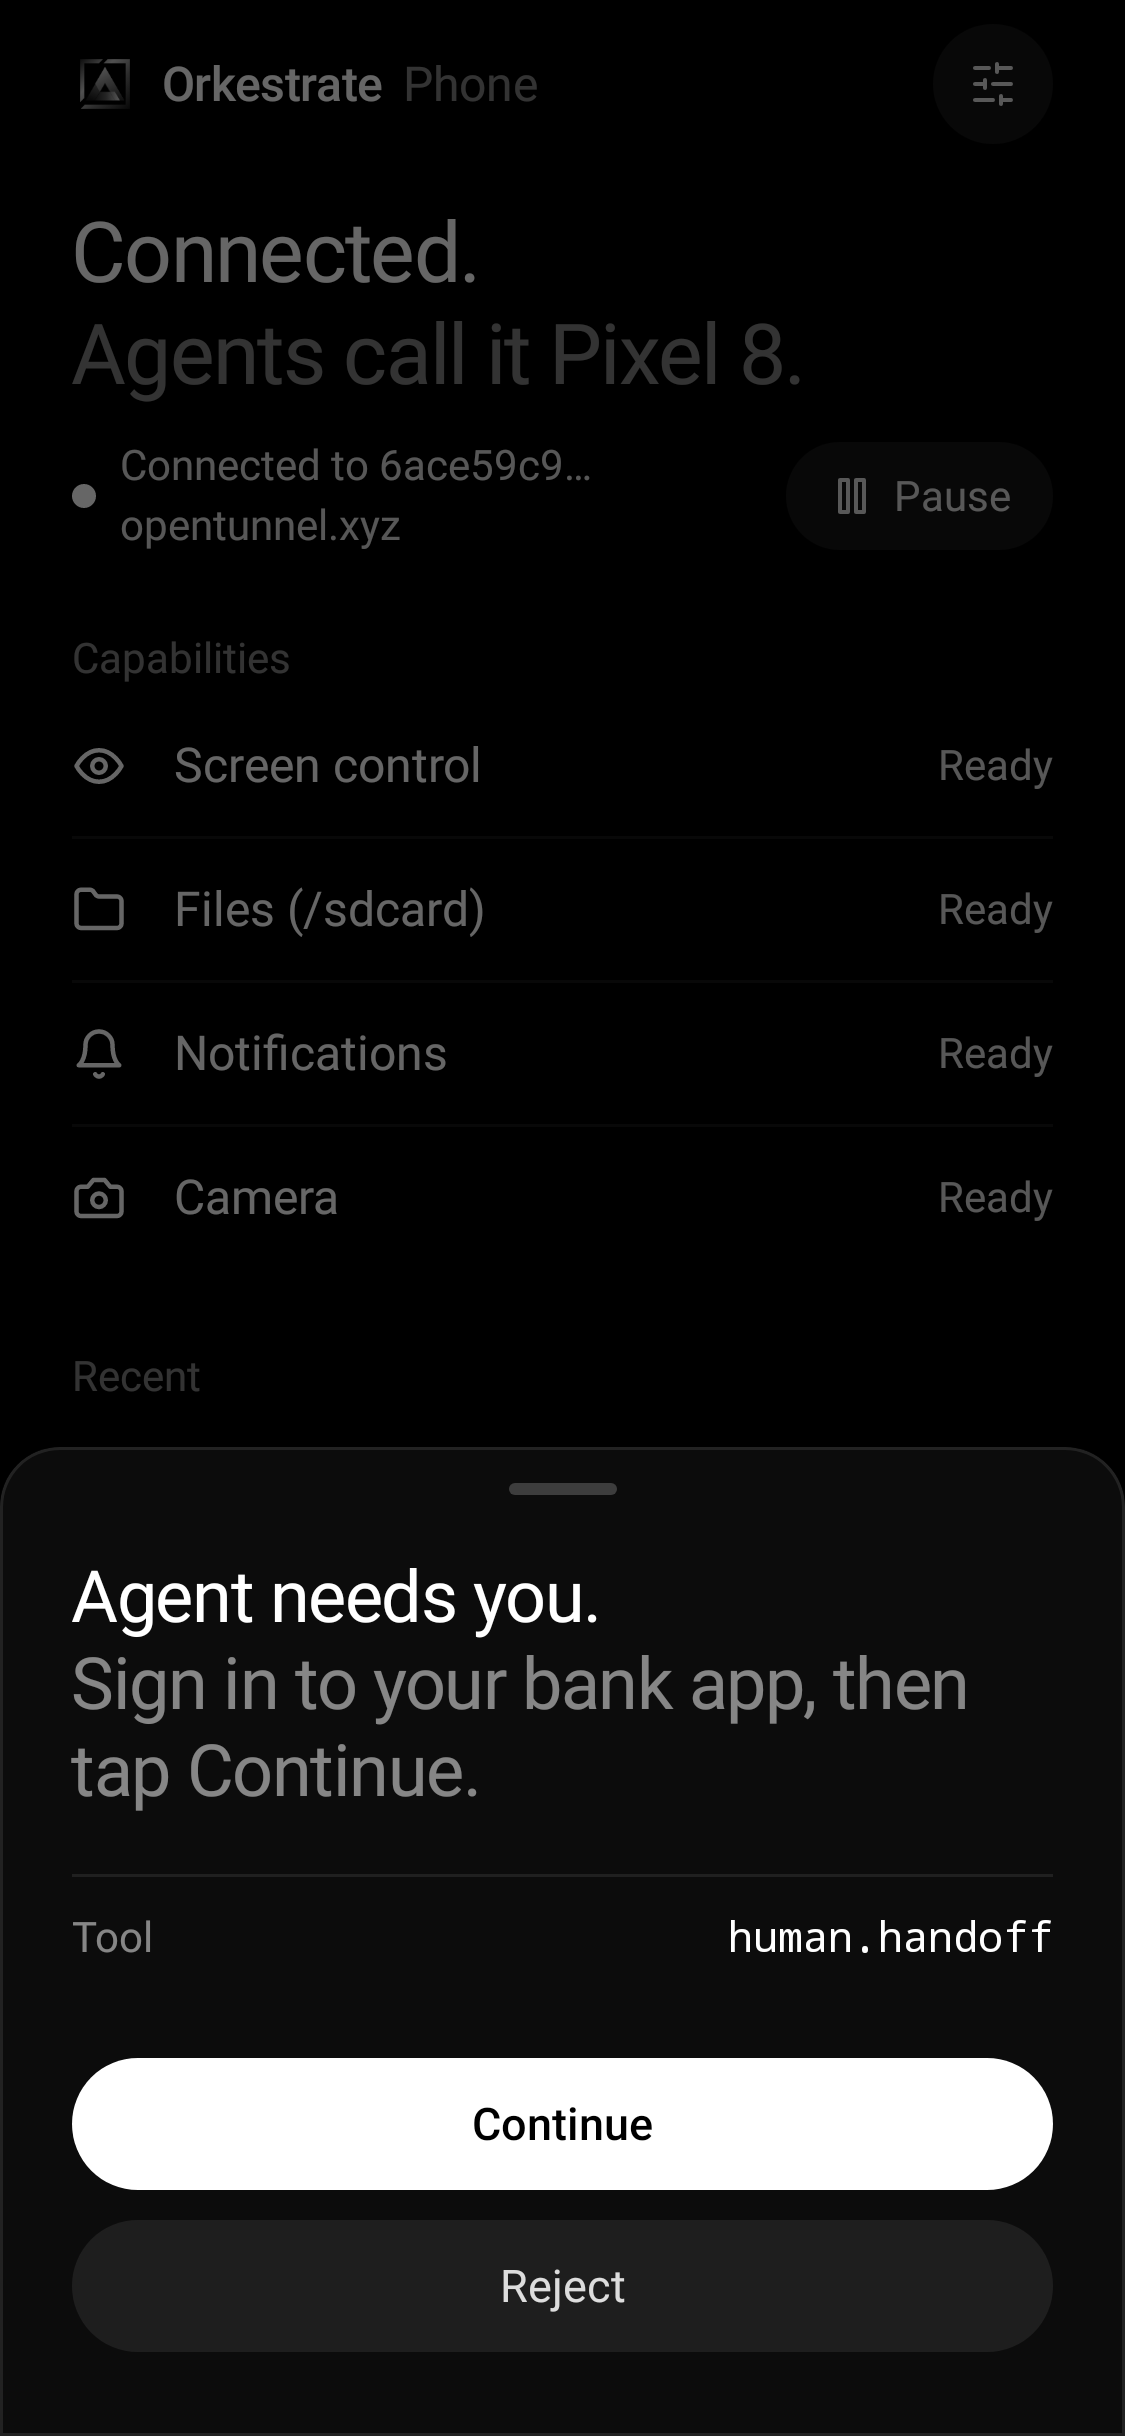 Orkestrate Phone
Connected.
Agents call it Pixel 8.
Connected to 6ace59c9…
opentunnel.xyz
Pause
Capabilities
Screen control Ready
Files (/sdcard) Ready
Notifications Ready
Camera Ready
Recent
Agent needs you.
Sign in to your bank app, then
tap Continue.
Tool human.handoff
Continue
Reject